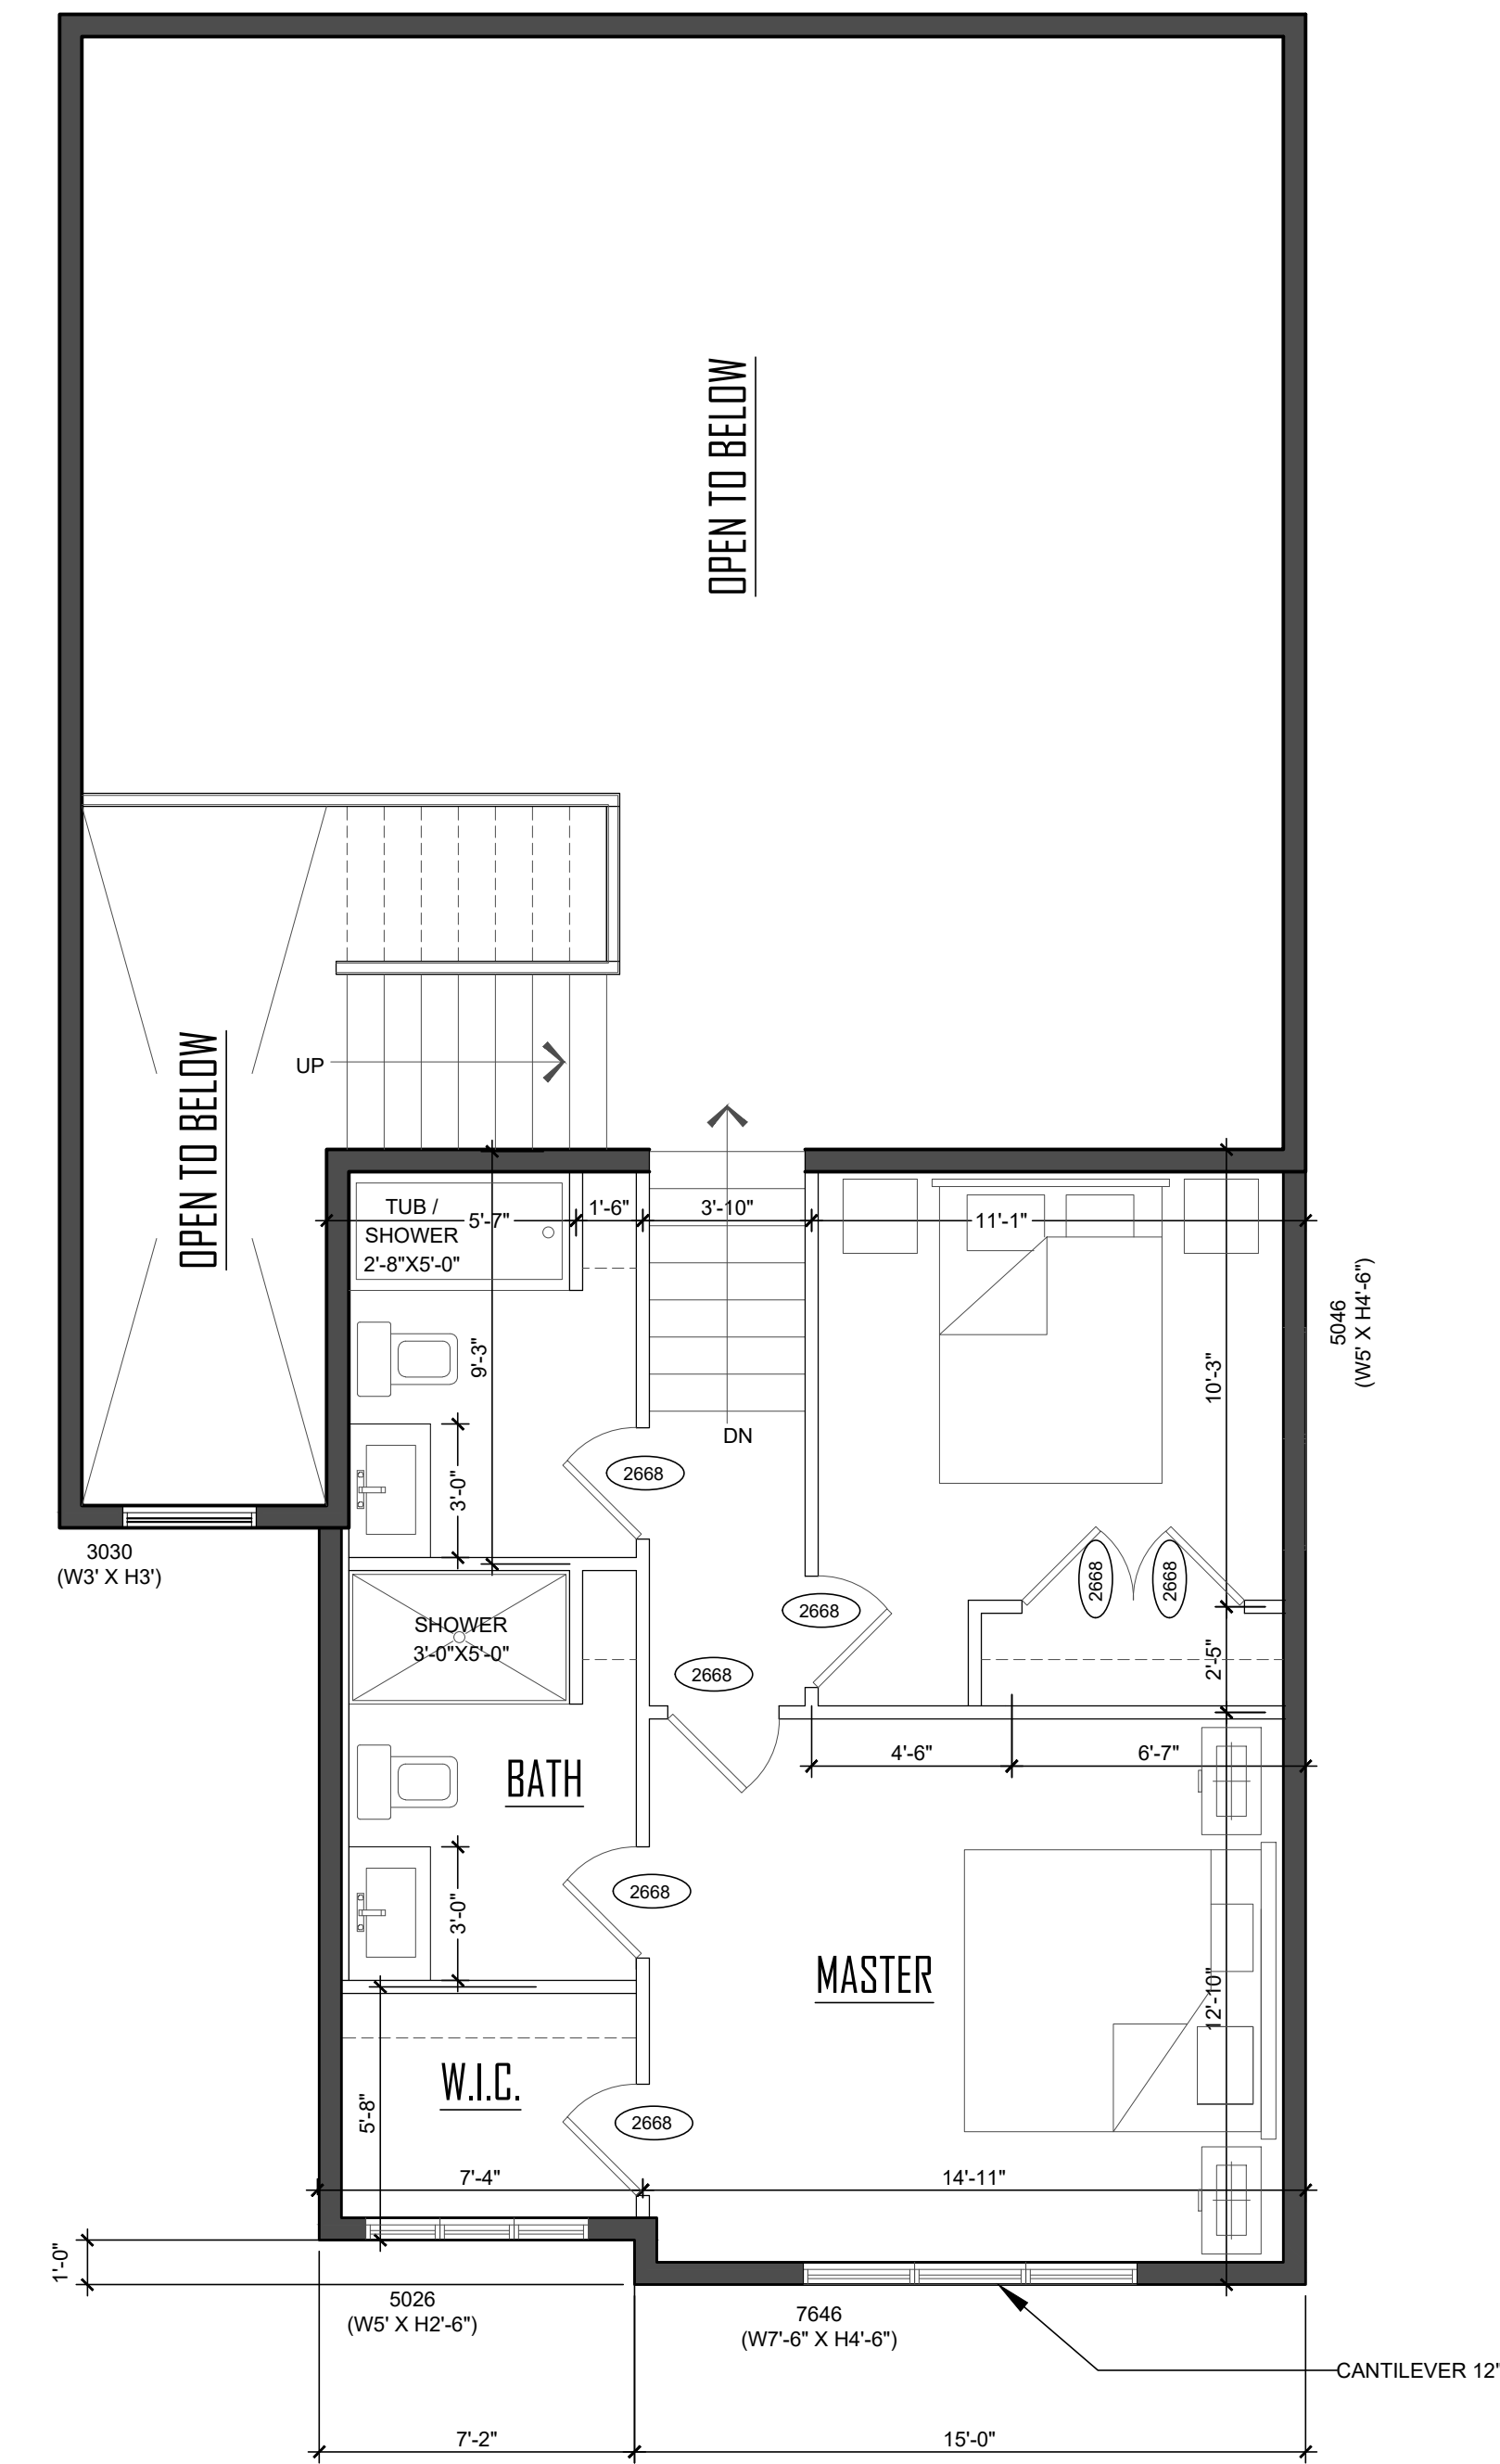 OPEN TO BELOW
OPEN TO BELOW
UP
TUB /
SHOWER
2'-8"X5'-0"
5'-7"
1'-6"
3'-10"
11'-1"
5046
(W5' X H4'-6")
9'-3"
10'-3"
DN
3'-0"
2668
3030
(W3' X H3')
2668
2668
2668
SHOWER
3'-0"X5'-0"
2668
2'-5"
4'-6"
6'-7"
BATH
2668
3'-0"
MASTER
12'-10"
W.I.C.
5'-8"
2668
7'-4"
14'-11"
1'-0"
5026
(W5' X H2'-6")
7646
(W7'-6" X H4'-6")
CANTILEVER 12"
7'-2"
15'-0"